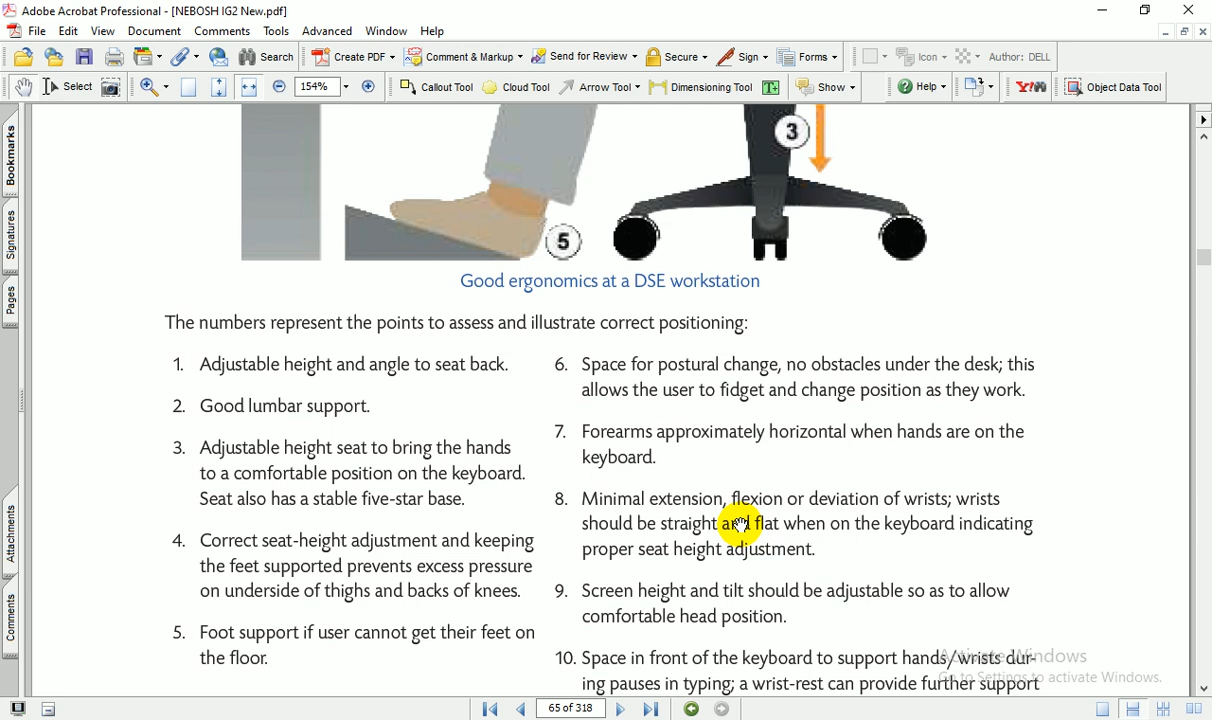 Adobe Acrobat Professional - [NEBOSH IG2 New.pdf]
File Edit View Document Comments Tools Advanced Window Help
Search Create PDF Comment & Markup Send for Review Secure Sign Forms Icon Author: DELL
Select 154% Callout Tool Cloud Tool Arrow Tool Dimensioning Tool T Show Help Y! Object Data Tool
Bookmarks
Signatures
Pages
Attachments
Comments
3
5
Good ergonomics at a DSE workstation
The numbers represent the points to assess and illustrate correct positioning:
1. Adjustable height and angle to seat back.
2. Good lumbar support.
3. Adjustable height seat to bring the hands
to a comfortable position on the keyboard.
Seat also has a stable five-star base.
4. Correct seat-height adjustment and keeping
the feet supported prevents excess pressure
on underside of thighs and backs of knees.
5. Foot support if user cannot get their feet on
the floor.
6. Space for postural change, no obstacles under the desk; this
allows the user to fidget and change position as they work.
7. Forearms approximately horizontal when hands are on the
keyboard.
8. Minimal extension, flexion or deviation of wrists; wrists
should be straight and flat when on the keyboard indicating
proper seat height adjustment.
9. Screen height and tilt should be adjustable so as to allow
comfortable head position.
10. Space in front of the keyboard to support hands/wrists dur-
ing pauses in typing; a wrist-rest can provide further support
Activate Windows
Go to Settings to activate Windows.
65 of 318